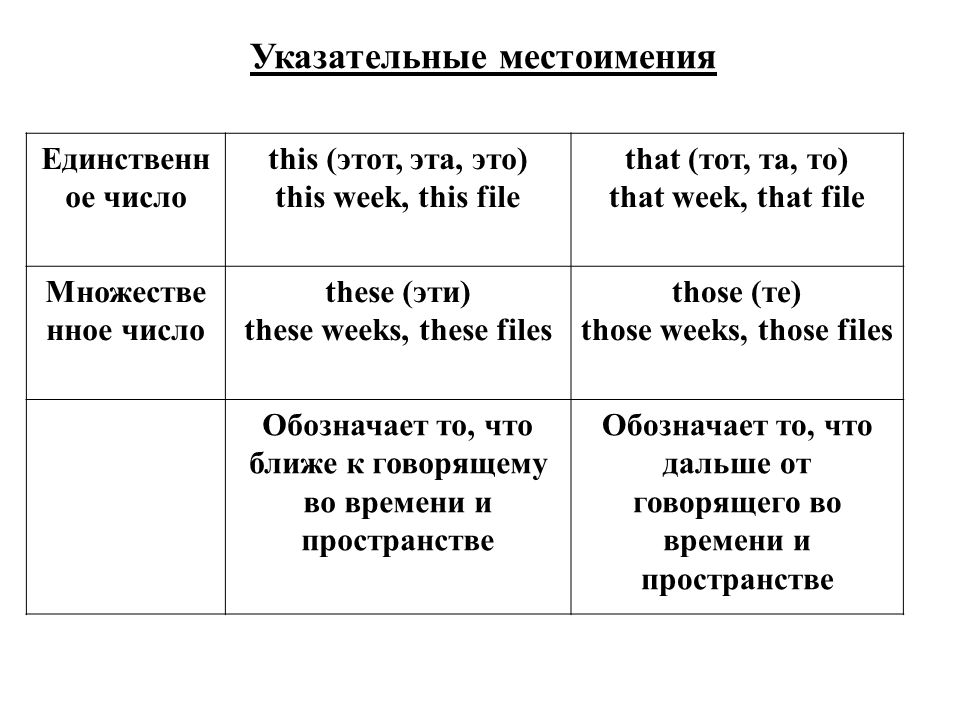 Указательные местоимения
Единственн
ое число
this (этот, эта, это)
this week, this file
that (тот, та, то)
that week, that file
Множестве
нное число
these (эти)
these weeks, these files
those (те)
those weeks, those files
Обозначает то, что
ближе к говорящему
во времени и
пространстве
Обозначает то, что
дальше от
говорящего во
времени и
пространстве